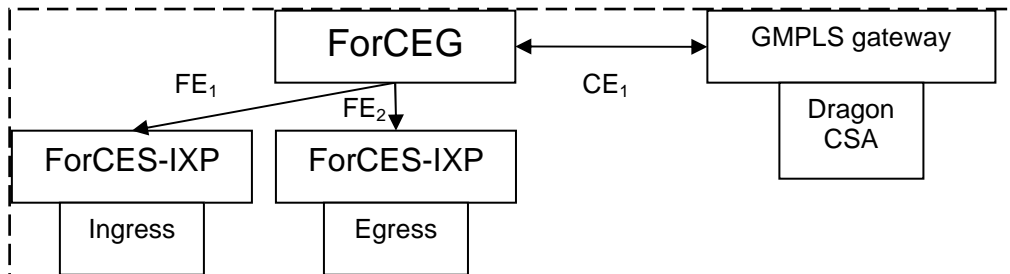 ForCEG
GMPLS gateway
FE₁
CE₁
FE₂
Dragon
CSA
ForCES-IXP
ForCES-IXP
Ingress
Egress